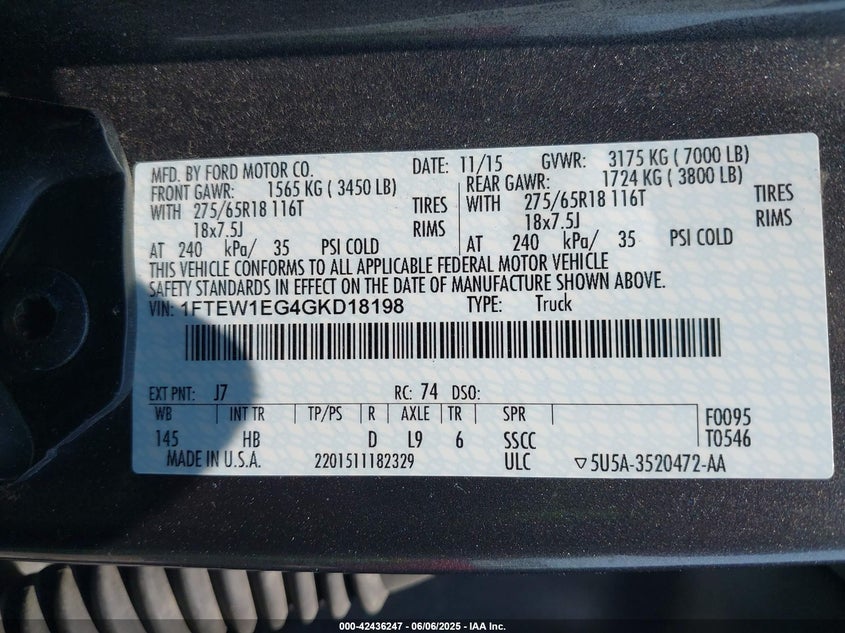 MFD. BY FORD MOTOR CO. DATE: 11/15 GVWR: 3175 KG ( 7000 LB)
FRONT GAWR: 1565 KG ( 3450 LB) REAR GAWR: 1724 KG ( 3800 LB)
WITH 275/65R18 116T TIRES WITH 275/65R18 116T TIRES
18x7.5J RIMS 18x7.5J RIMS
AT 240 kPa/ 35 PSI COLD AT 240 kPa/ 35 PSI COLD
THIS VEHICLE CONFORMS TO ALL APPLICABLE FEDERAL MOTOR VEHICLE
SAFETY STANDARDS IN EFFECT ON THE DATE OF MANUFACTURE SHOWN ABOVE.
VIN: 1FTEW1EG4GKD18198 TYPE: Truck
EXT PNT: J7 RC: 74 DSO:
WB INT TR TP/PS R AXLE TR SPR F0095
145 HB D L9 6 SSCC T0546
MADE IN U.S.A. 2201511182329 ULC ▽5U5A-3520472-AA
000-42436247 - 06/06/2025 - IAA Inc.